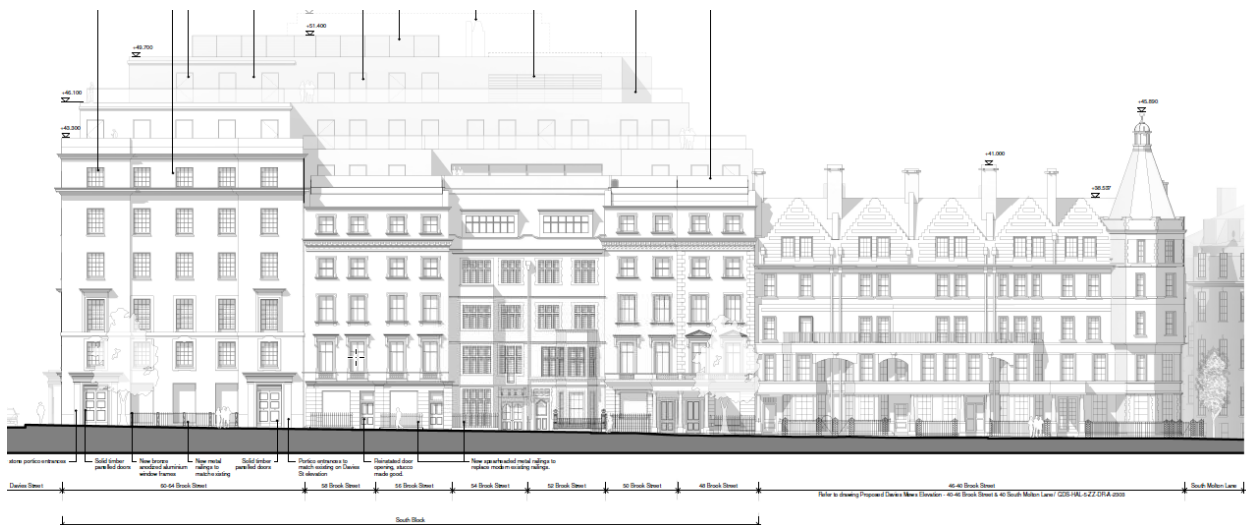 +51.400
+48.700
+46.100
+43.300
+45.890
+41.000
+38.537
stone portico entrances
Solid timber
panelled doors
New bronze
anodized aluminium
window frames
New metal
railings to
match existing
Solid timber
panelled doors
Portico entrances to
match existing on Davies
St elevation
Reinstated door
opening, stucco
made good.
New spearheaded metal railings to
replace modern existing railings.
Davies Street
60-64 Brook Street
58 Brook Street
56 Brook Street
54 Brook Street
52 Brook Street
50 Brook Street
48 Brook Street
46-40 Brook Street
South Molton Lane
Refer to drawing Proposed Davies Mews Elevation - 40-46 Brook Street & 40 South Molton Lane /
South Block